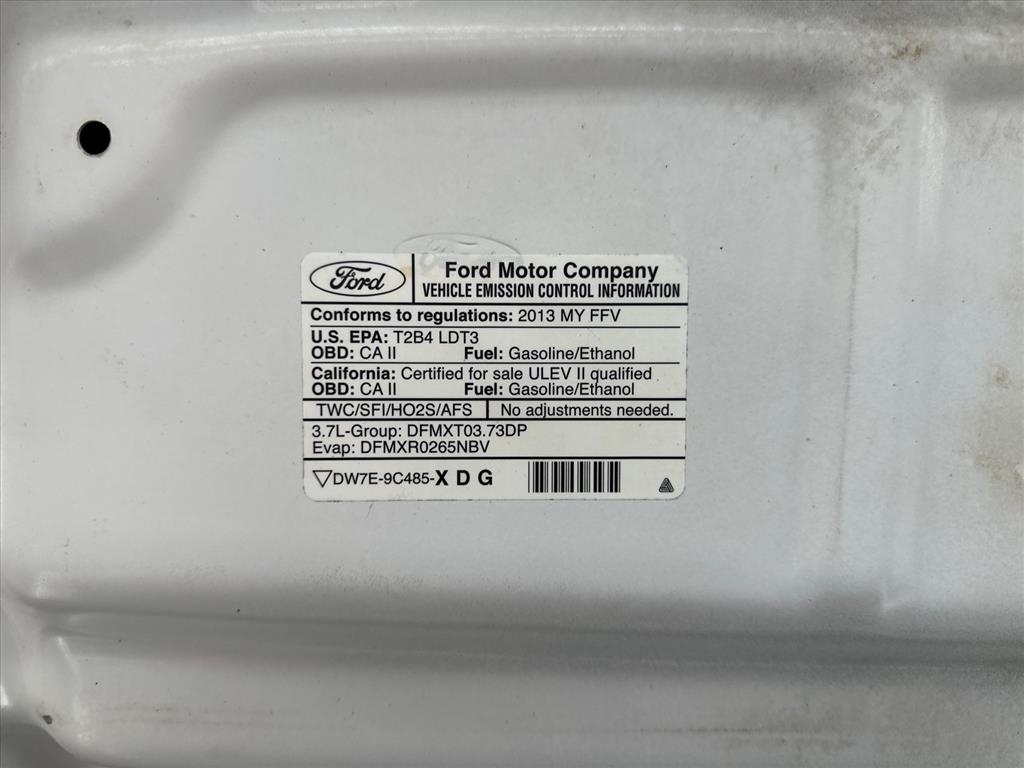 Ford
Ford Motor Company
VEHICLE EMISSION CONTROL INFORMATION
Conforms to regulations: 2013 MY FFV
U.S. EPA: T2B4 LDT3
OBD: CA II Fuel: Gasoline/Ethanol
California: Certified for sale ULEV II qualified
OBD: CA II Fuel: Gasoline/Ethanol
TWC/SFI/HO2S/AFS No adjustments needed.
3.7L-Group: DFMXT03.73DP
Evap: DFMXR0265NBV
▽DW7E-9C485-X D G